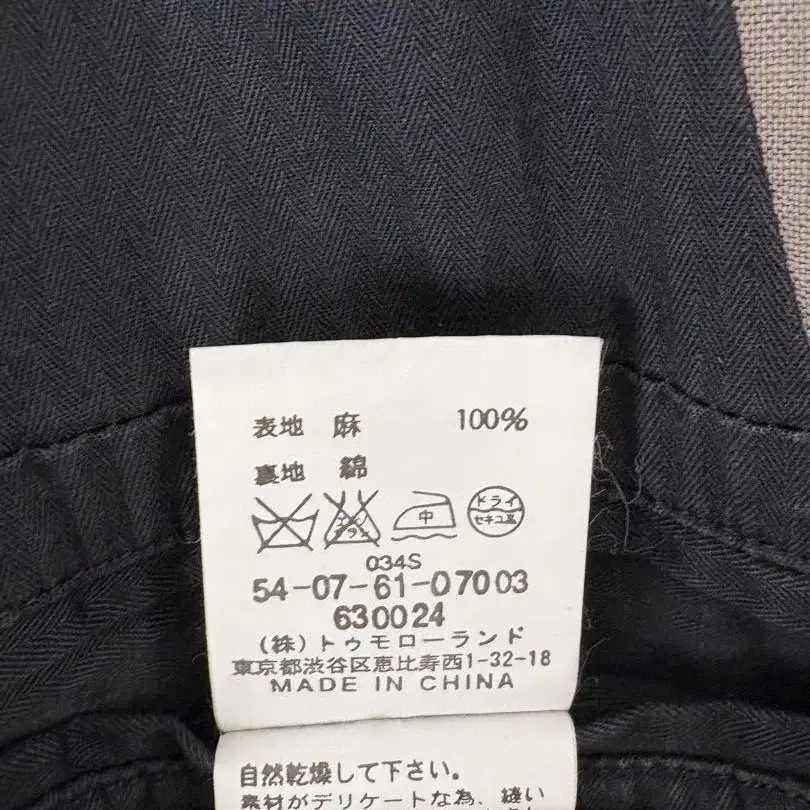 表地 麻 100%
裏地 綿
中 ドライ
セキユ系
034S
54-07-61-07003
630024
(株)トゥモローランド
東京都渋谷区恵比寿西1-32-18
MADE IN CHINA
自然乾燥して下さい。
素材がデリケートな為、縫い